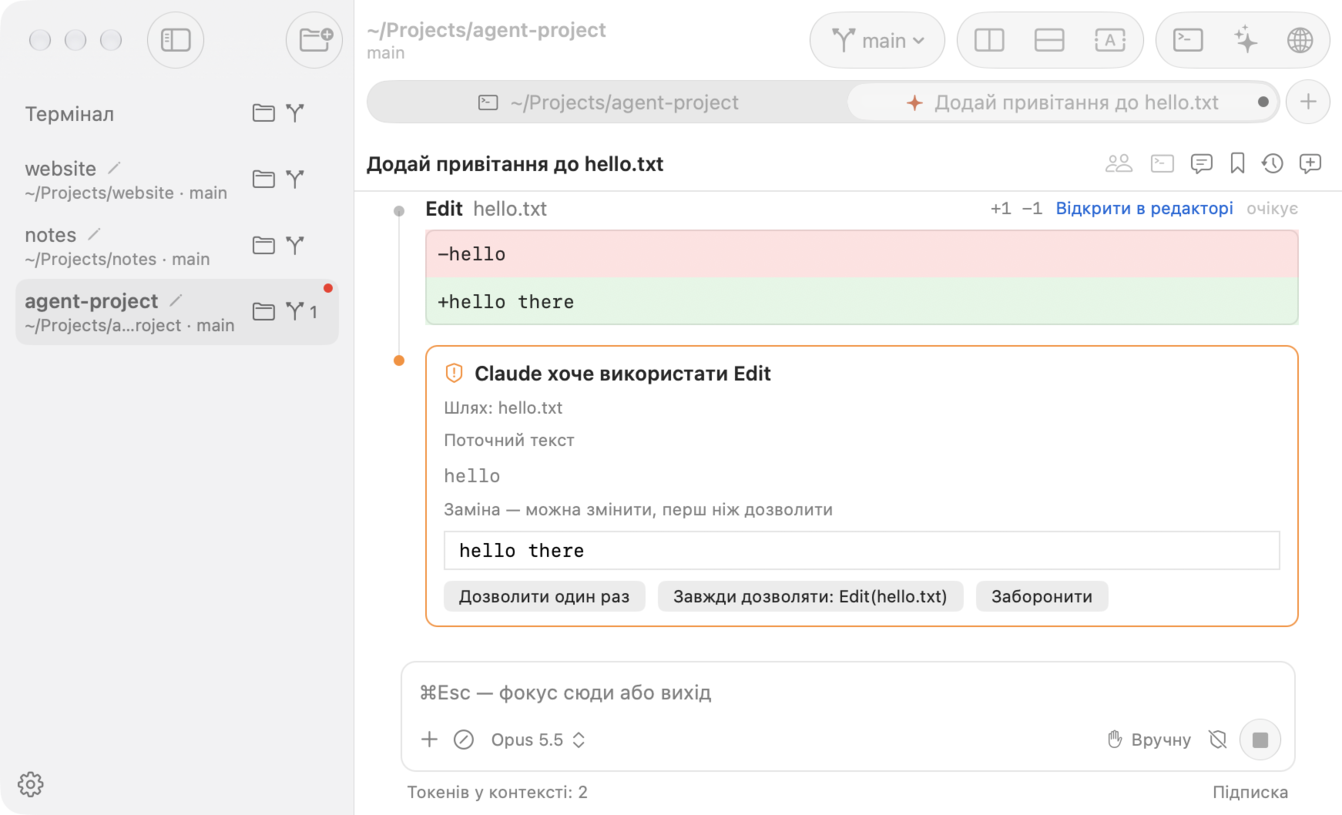 ~/Projects/agent-project
main
main
A
~/Projects/agent-project
Додай привітання до hello.txt
Термінал
website
~/Projects/website · main
notes
~/Projects/notes · main
agent-project
~/Projects/a...roject · main
1
Додай привітання до hello.txt
Edit hello.txt
+1 −1 Відкрити в редакторі очікує
−hello
+hello there
Claude хоче використати Edit
Шлях: hello.txt
Поточний текст
hello
Заміна — можна змінити, перш ніж дозволити
hello there
Дозволити один раз
Завжди дозволяти: Edit(hello.txt)
Заборонити
⌘Esc — фокус сюди або вихід
Opus 5.5
Вручну
Токенів у контексті: 2
Підписка